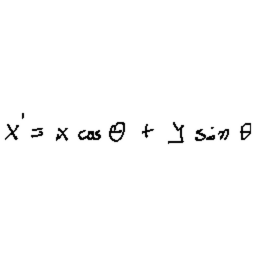 x' = x cos θ + y sin θ